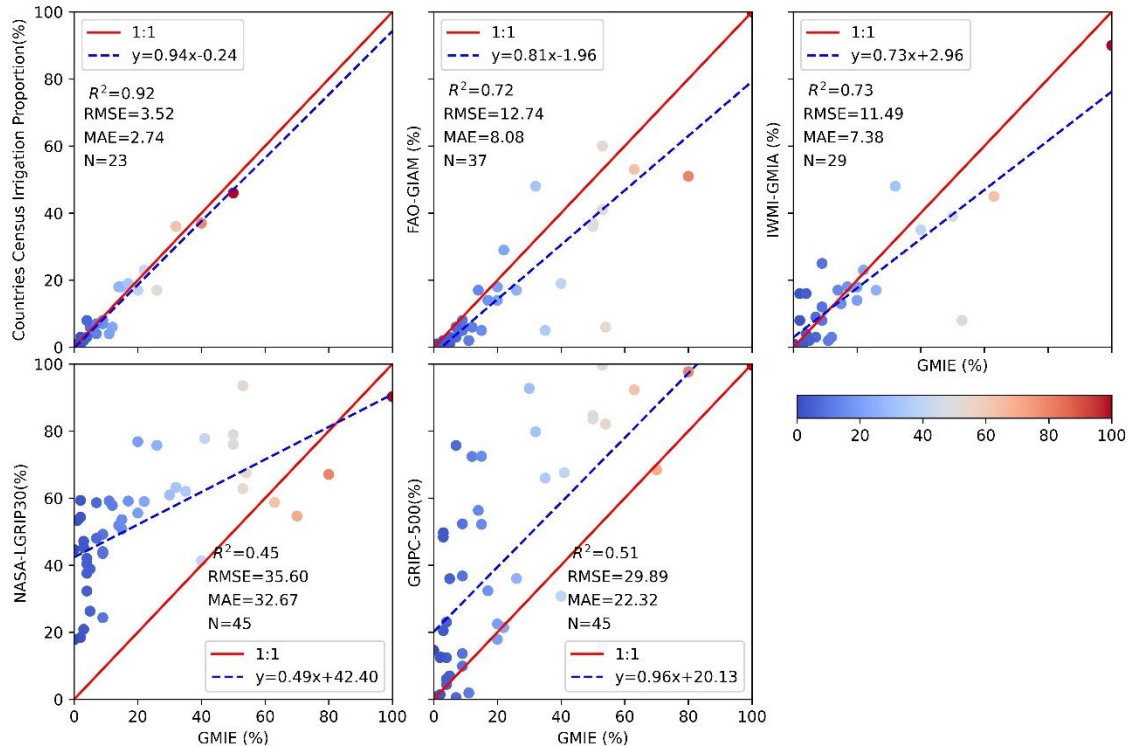 Countries Census Irrigation Proportion(%)
100
80
60
40
20
0
1:1
y=0.94x-0.24
R²=0.92
RMSE=3.52
MAE=2.74
N=23
FAO-GIAM (%)
1:1
y=0.81x-1.96
R²=0.72
RMSE=12.74
MAE=8.08
N=37
IWMI-GMIA (%)
1:1
y=0.73x+2.96
R²=0.73
RMSE=11.49
MAE=7.38
N=29
GMIE (%)
0 20 40 60 80 100
NASA-LGRIP30(%)
100
80
60
40
20
0
R²=0.45
RMSE=35.60
MAE=32.67
N=45
1:1
y=0.49x+42.40
0 20 40 60 80 100
GMIE (%)
GRIPC-500(%)
R²=0.51
RMSE=29.89
MAE=22.32
N=45
1:1
y=0.96x+20.13
0 20 40 60 80 100
GMIE (%)